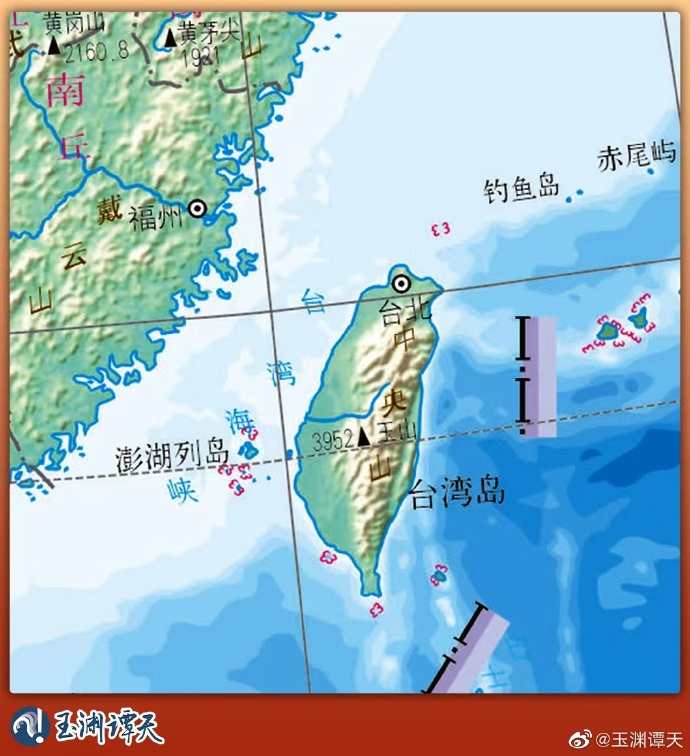 黄岗山
▲2160.8
黄茅尖
▲1921
山
武
南
丘
戴
云
山
福州
赤尾屿
钓鱼岛
台北
台
湾
海
峡
中
央
山
3952▲玉山
澎湖列岛
台湾岛
玉渊谭天
@玉渊谭天